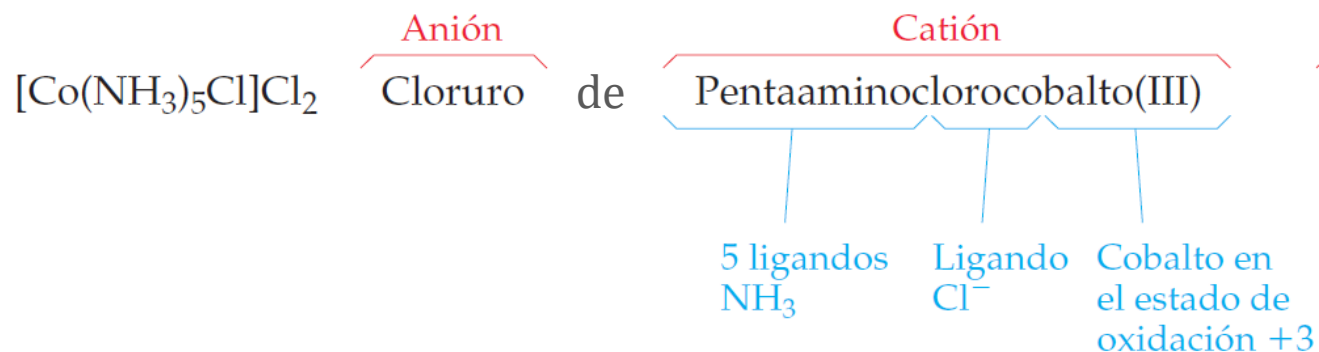 Anión Catión
[Co(NH₃)₅Cl]Cl₂ Cloruro de Pentaaminoclorocobalto(III)
5 ligandos Ligando Cobalto en
NH₃ Cl⁻ el estado de
oxidación +3